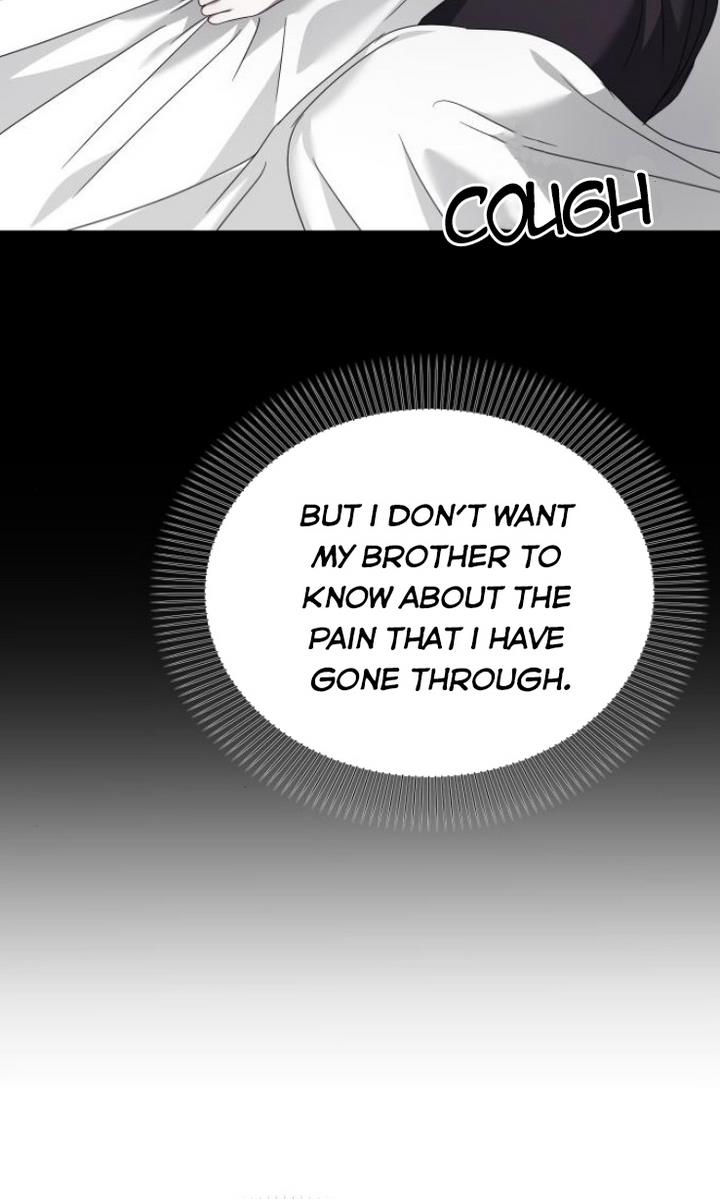 COUGH
BUT I DON'T WANT
MY BROTHER TO
KNOW ABOUT THE
PAIN THAT I HAVE
GONE THROUGH.